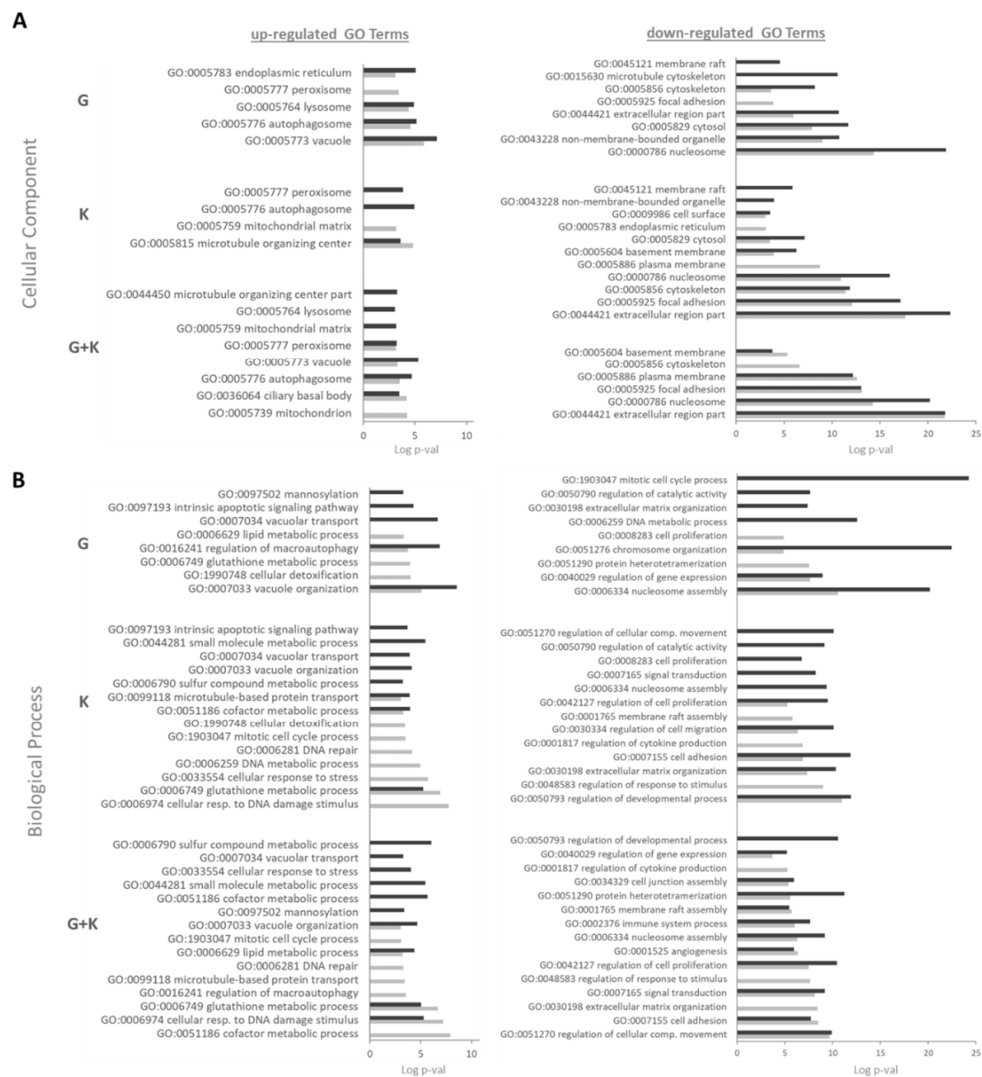 A
up-regulated GO Terms
down-regulated GO Terms
Cellular Component
G
GO:0005783 endoplasmic reticulum
GO:0005777 peroxisome
GO:0005764 lysosome
GO:0005776 autophagosome
GO:0005773 vacuole
GO:0045121 membrane raft
GO:0015630 microtubule cytoskeleton
GO:0005856 cytoskeleton
GO:0005925 focal adhesion
GO:0044421 extracellular region part
GO:0005829 cytosol
GO:0043228 non-membrane-bounded organelle
GO:0000786 nucleosome
K
GO:0005777 peroxisome
GO:0005776 autophagosome
GO:0005759 mitochondrial matrix
GO:0005815 microtubule organizing center
GO:0045121 membrane raft
GO:0043228 non-membrane-bounded organelle
GO:0009986 cell surface
GO:0005783 endoplasmic reticulum
GO:0005829 cytosol
GO:0005604 basement membrane
GO:0005886 plasma membrane
GO:0000786 nucleosome
GO:0005856 cytoskeleton
GO:0005925 focal adhesion
GO:0044421 extracellular region part
G+K
GO:0044450 microtubule organizing center part
GO:0005764 lysosome
GO:0005759 mitochondrial matrix
GO:0005777 peroxisome
GO:0005773 vacuole
GO:0005776 autophagosome
GO:0036064 ciliary basal body
GO:0005739 mitochondrion
0 5 10
Log p-val
GO:0005604 basement membrane
GO:0005856 cytoskeleton
GO:0005886 plasma membrane
GO:0005925 focal adhesion
GO:0000786 nucleosome
GO:0044421 extracellular region part
0 5 10 15 20 25
Log p-val
B
Biological Process
G
GO:0097502 mannosylation
GO:0097193 intrinsic apoptotic signaling pathway
GO:0007034 vacuolar transport
GO:0006629 lipid metabolic process
GO:0016241 regulation of macroautophagy
GO:0006749 glutathione metabolic process
GO:1990748 cellular detoxification
GO:0007033 vacuole organization
GO:1903047 mitotic cell cycle process
GO:0050790 regulation of catalytic activity
GO:0030198 extracellular matrix organization
GO:0006259 DNA metabolic process
GO:0008283 cell proliferation
GO:0051276 chromosome organization
GO:0051290 protein heterotetramerization
GO:0040029 regulation of gene expression
GO:0006334 nucleosome assembly
K
GO:0097193 intrinsic apoptotic signaling pathway
GO:0044281 small molecule metabolic process
GO:0007034 vacuolar transport
GO:0007033 vacuole organization
GO:0006790 sulfur compound metabolic process
GO:0099118 microtubule-based protein transport
GO:0051186 cofactor metabolic process
GO:1990748 cellular detoxification
GO:1903047 mitotic cell cycle process
GO:0006281 DNA repair
GO:0006259 DNA metabolic process
GO:0033554 cellular response to stress
GO:0006749 glutathione metabolic process
GO:0006974 cellular resp. to DNA damage stimulus
GO:0051270 regulation of cellular comp. movement
GO:0050790 regulation of catalytic activity
GO:0008283 cell proliferation
GO:0007165 signal transduction
GO:0006334 nucleosome assembly
GO:0042127 regulation of cell proliferation
GO:0001765 membrane raft assembly
GO:0030334 regulation of cell migration
GO:0001817 regulation of cytokine production
GO:0007155 cell adhesion
GO:0030198 extracellular matrix organization
GO:0048583 regulation of response to stimulus
GO:0050793 regulation of developmental process
G+K
GO:0006790 sulfur compound metabolic process
GO:0007034 vacuolar transport
GO:0033554 cellular response to stress
GO:0044281 small molecule metabolic process
GO:0051186 cofactor metabolic process
GO:0097502 mannosylation
GO:0007033 vacuole organization
GO:1903047 mitotic cell cycle process
GO:0006629 lipid metabolic process
GO:0006281 DNA repair
GO:0099118 microtubule-based protein transport
GO:0016241 regulation of macroautophagy
GO:0006749 glutathione metabolic process
GO:0006974 cellular resp. to DNA damage stimulus
GO:0051186 cofactor metabolic process
0 5 10
Log p-val
GO:0050793 regulation of developmental process
GO:0040029 regulation of gene expression
GO:0001817 regulation of cytokine production
GO:0034329 cell junction assembly
GO:0051290 protein heterotetramerization
GO:0001765 membrane raft assembly
GO:0002376 immune system process
GO:0006334 nucleosome assembly
GO:0001525 angiogenesis
GO:0042127 regulation of cell proliferation
GO:0048583 regulation of response to stimulus
GO:0007165 signal transduction
GO:0030198 extracellular matrix organization
GO:0007155 cell adhesion
GO:0051270 regulation of cellular comp. movement
0 5 10 15 20 25
Log p-val